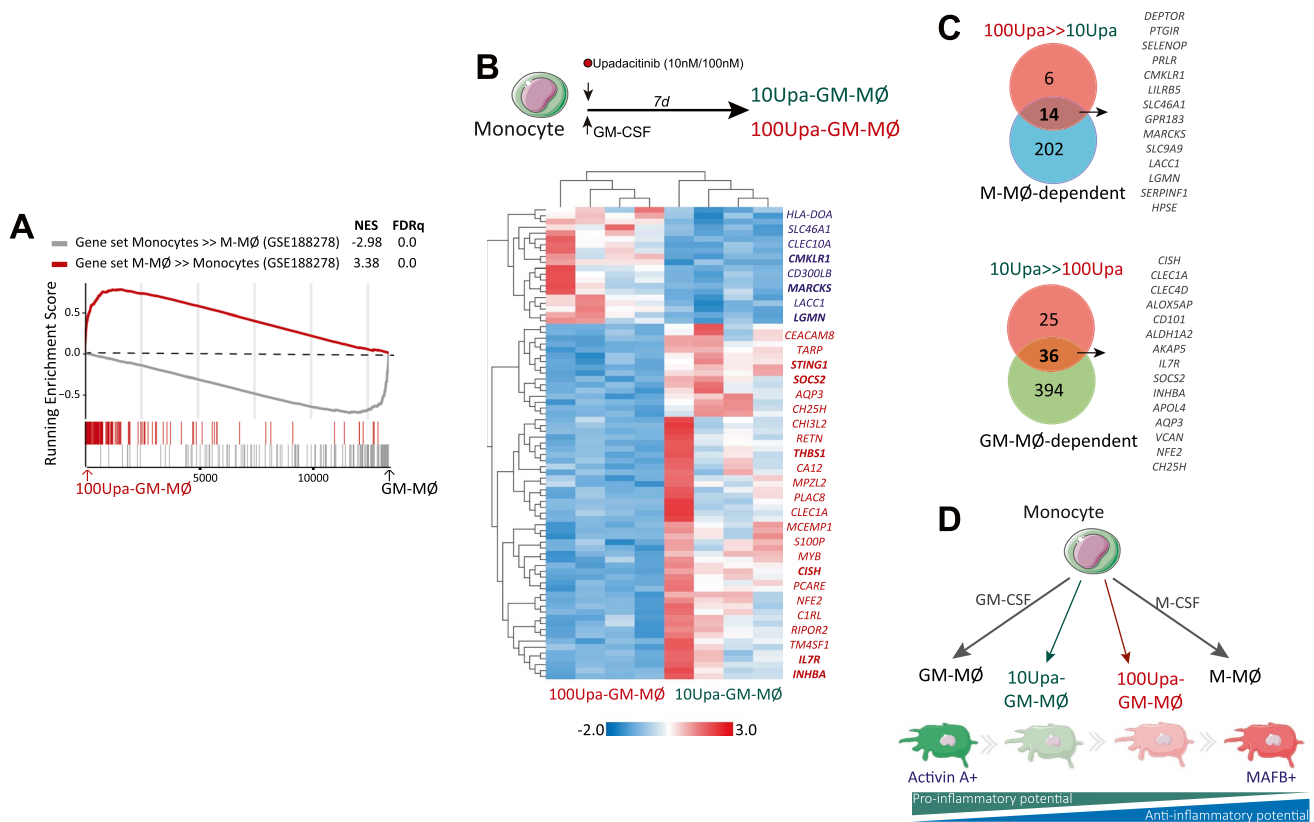 A
NES FDRq
Gene set Monocytes >> M-MØ (GSE188278) -2.98 0.0
Gene set M-MØ >> Monocytes (GSE188278) 3.38 0.0
Running Enrichment Score
0.5
0.0
−0.5
5000
10000
100Upa-GM-MØ
GM-MØ
B
Upadacitinib (10nM/100nM)
7d
Monocyte
GM-CSF
10Upa-GM-MØ
100Upa-GM-MØ
HLA-DOA
SLC46A1
CLEC10A
CMKLR1
CD300LB
MARCKS
LACC1
LGMN
CEACAM8
TARP
STING1
SOCS2
AQP3
CH25H
CHI3L2
RETN
THBS1
CA12
MPZL2
PLAC8
CLEC1A
MCEMP1
S100P
MYB
CISH
PCARE
NFE2
C1RL
RIPOR2
TM4SF1
IL7R
INHBA
100Upa-GM-MØ 10Upa-GM-MØ
-2.0 3.0
C
100Upa>>10Upa
6
14
202
M-MØ-dependent
DEPTOR
PTGIR
SELENOP
PRLR
CMKLR1
LILRB5
SLC46A1
GPR183
MARCKS
SLC9A9
LACC1
LGMN
SERPINF1
HPSE
10Upa>>100Upa
25
36
394
GM-MØ-dependent
CISH
CLEC1A
CLEC4D
ALOX5AP
CD101
ALDH1A2
AKAP5
IL7R
SOCS2
INHBA
APOL4
AQP3
VCAN
NFE2
CH25H
D
Monocyte
GM-CSF
M-CSF
GM-MØ
10Upa-
GM-MØ
100Upa-
GM-MØ
M-MØ
Activin A+
MAFB+
Pro-inflammatory potential
Anti-inflammatory potential